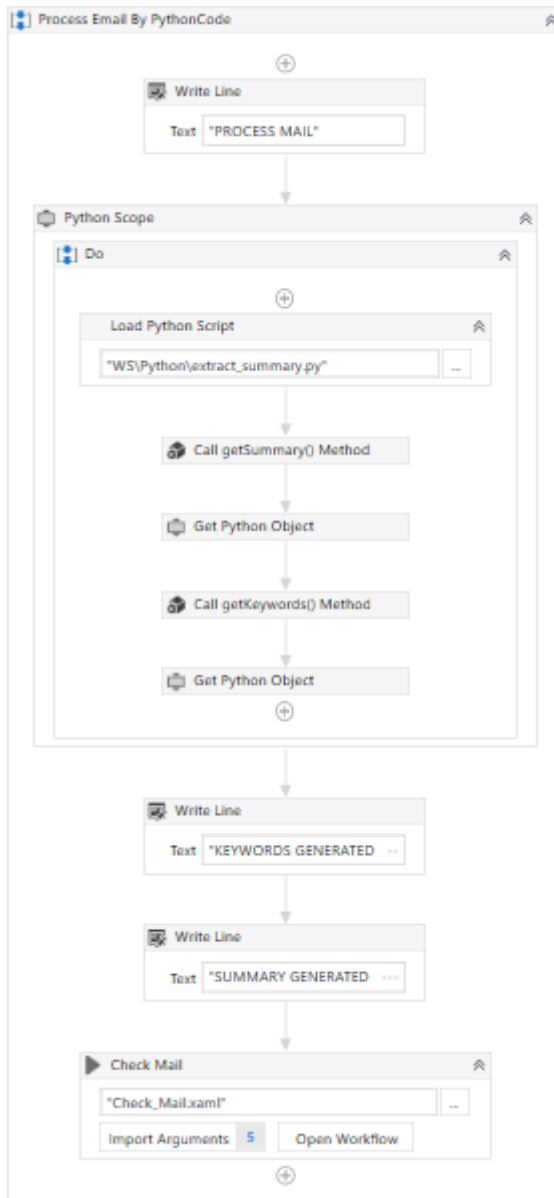 Process Email By PythonCode
Write Line
Text "PROCESS MAIL"
Python Scope
Do
Load Python Script
"WS\Python\extract_summary.py"
...
Call getSummary() Method
Get Python Object
Call getKeywords() Method
Get Python Object
Write Line
Text "KEYWORDS GENERATED --
Write Line
Text "SUMMARY GENERATED ---
Check Mail
"Check_Mail.xaml"
...
Import Arguments 5 Open Workflow